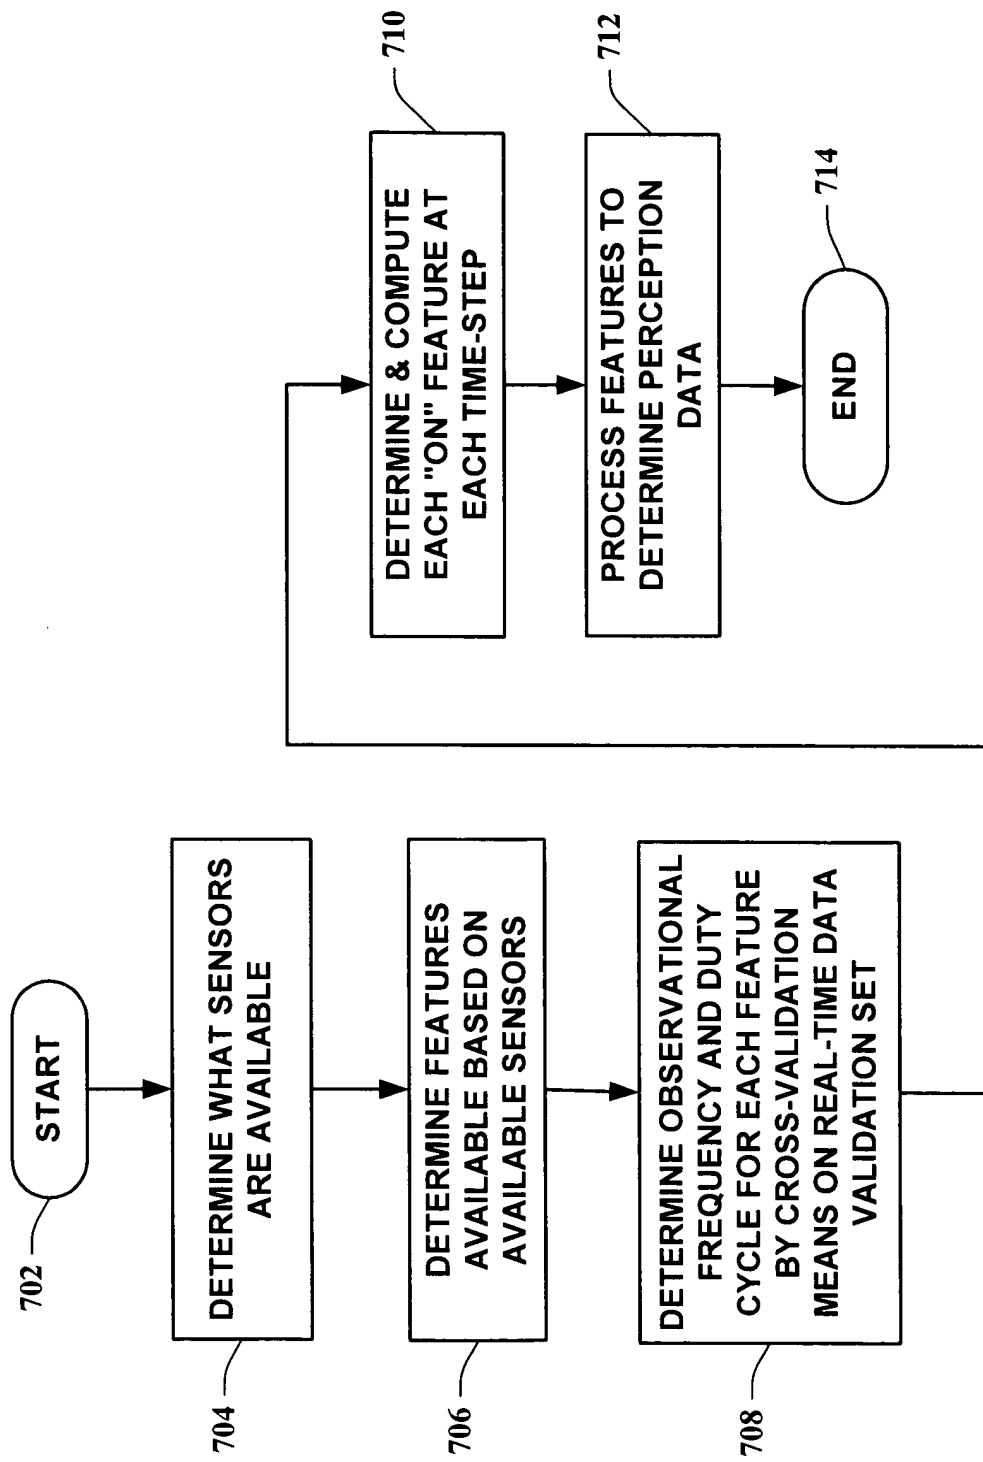 702
START
704
DETERMINE WHAT SENSORS
ARE AVAILABLE
706
DETERMINE FEATURES
AVAILABLE BASED ON
AVAILABLE SENSORS
708
DETERMINE OBSERVATIONAL
FREQUENCY AND DUTY
CYCLE FOR EACH FEATURE
BY CROSS-VALIDATION
MEANS ON REAL-TIME DATA
VALIDATION SET
710
DETERMINE & COMPUTE
EACH "ON" FEATURE AT
EACH TIME-STEP
712
PROCESS FEATURES TO
DETERMINE PERCEPTION
DATA
714
END